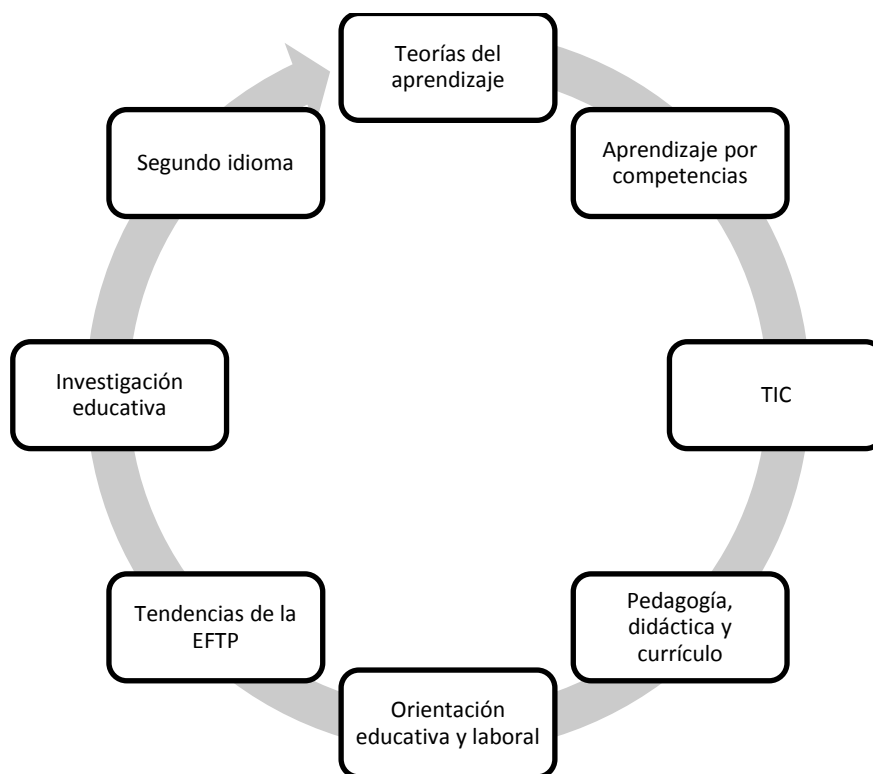 Teorías del
aprendizaje
Aprendizaje por
competencias
TIC
Pedagogía,
didáctica y
currículo
Orientación
educativa y laboral
Tendencias de la
EFTP
Investigación
educativa
Segundo idioma